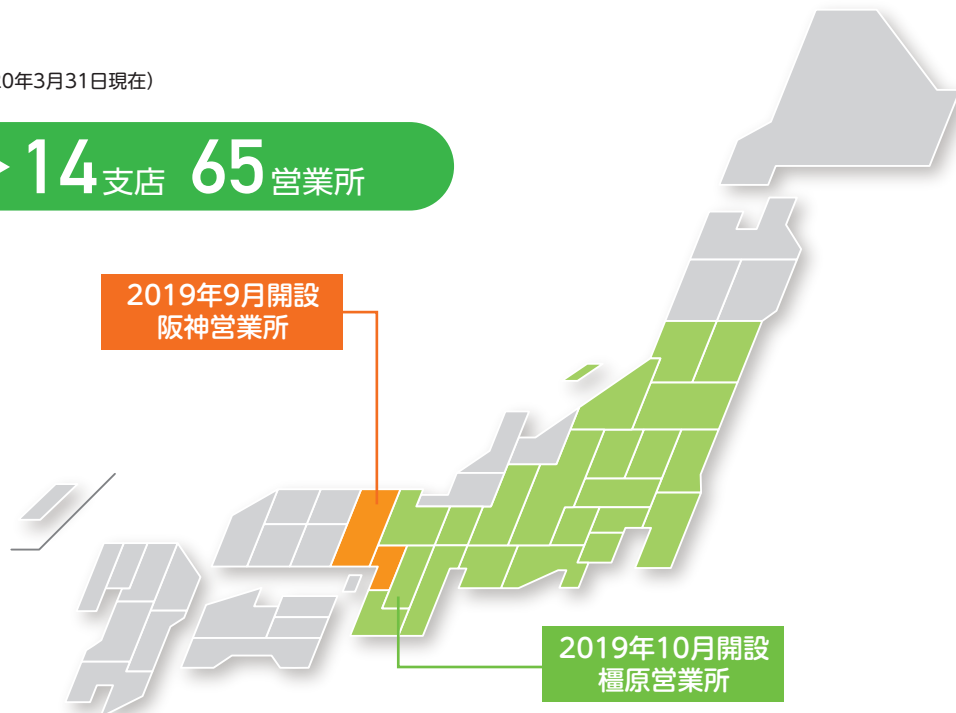 0年3月31日現在）
14支店 65営業所
2019年9月開設
阪神営業所
2019年10月開設
橿原営業所